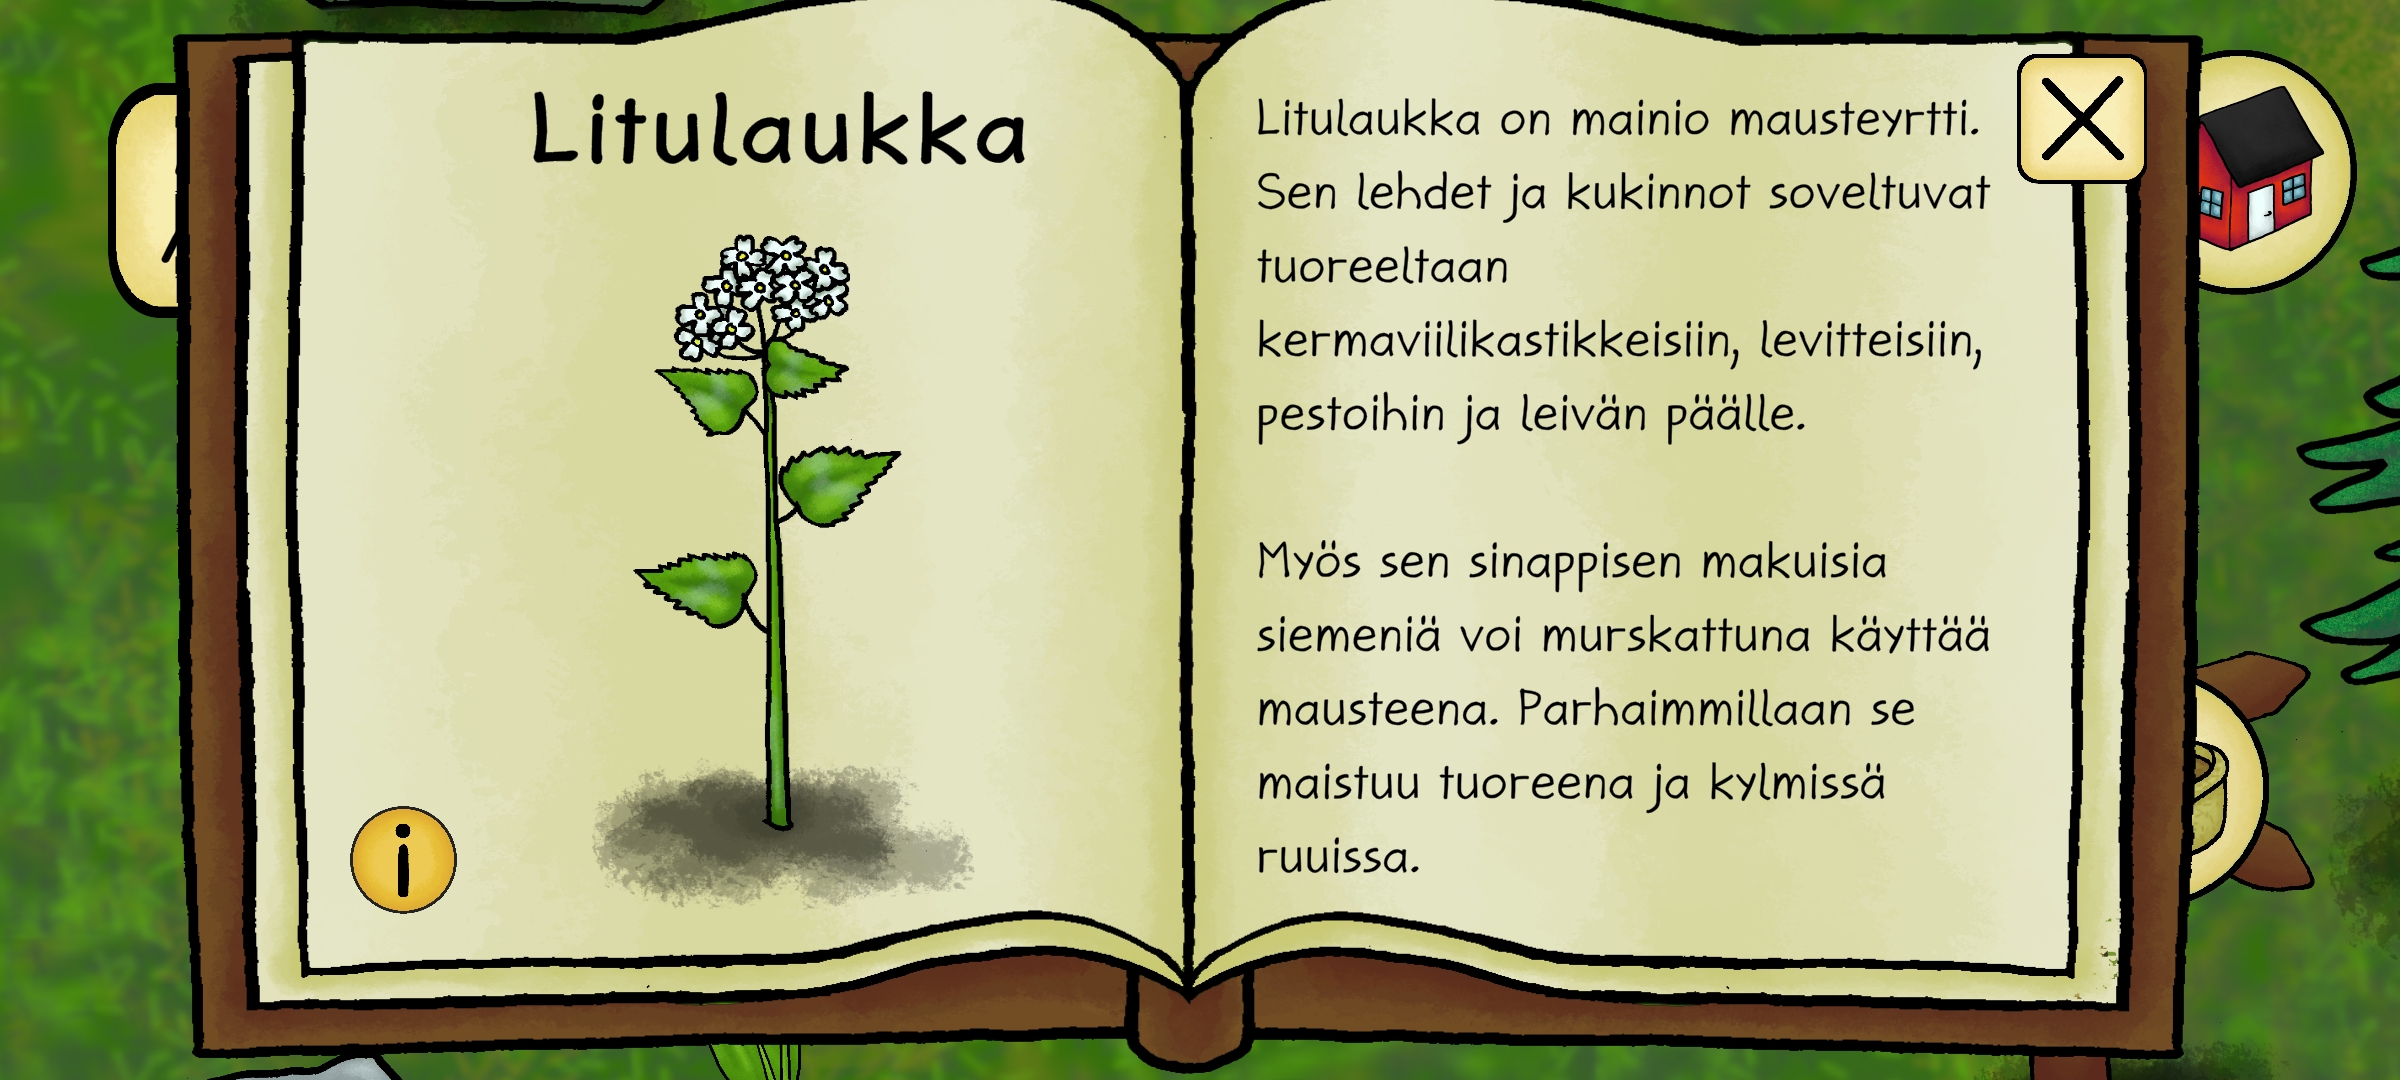 Litulaukka
Litulaukka on mainio mausteyrtti.
Sen lehdet ja kukinnot soveltuvat
tuoreeltaan
kermaviilikastikkeisiin, levitteisiin,
pestoihin ja leivän päälle.
Myös sen sinappisen makuisia
siemeniä voi murskattuna käyttää
mausteena. Parhaimmillaan se
maistuu tuoreena ja kylmissä
ruuissa.
i